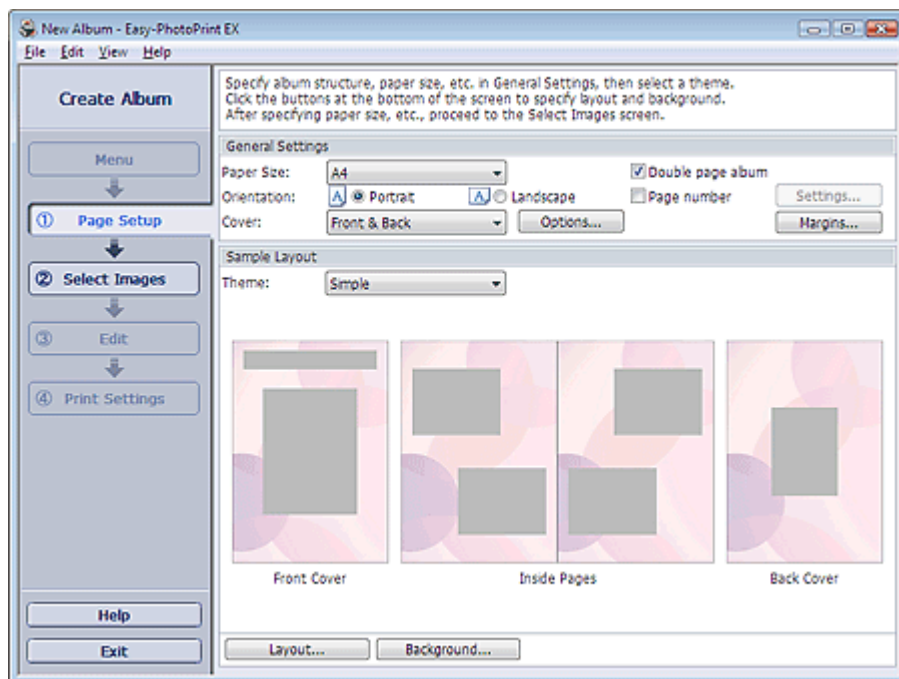 New Album - Easy-PhotoPrint EX
File Edit View Help
Create Album
Menu
① Page Setup
② Select Images
③ Edit
④ Print Settings
Help
Exit
Specify album structure, paper size, etc. in General Settings, then select a theme.
Click the buttons at the bottom of the screen to specify layout and background.
After specifying paper size, etc., proceed to the Select Images screen.
General Settings
Paper Size: A4 Double page album
Orientation: A Portrait A Landscape Page number Settings...
Cover: Front & Back Options... Margins...
Sample Layout
Theme: Simple
Front Cover Inside Pages Back Cover
Layout... Background...